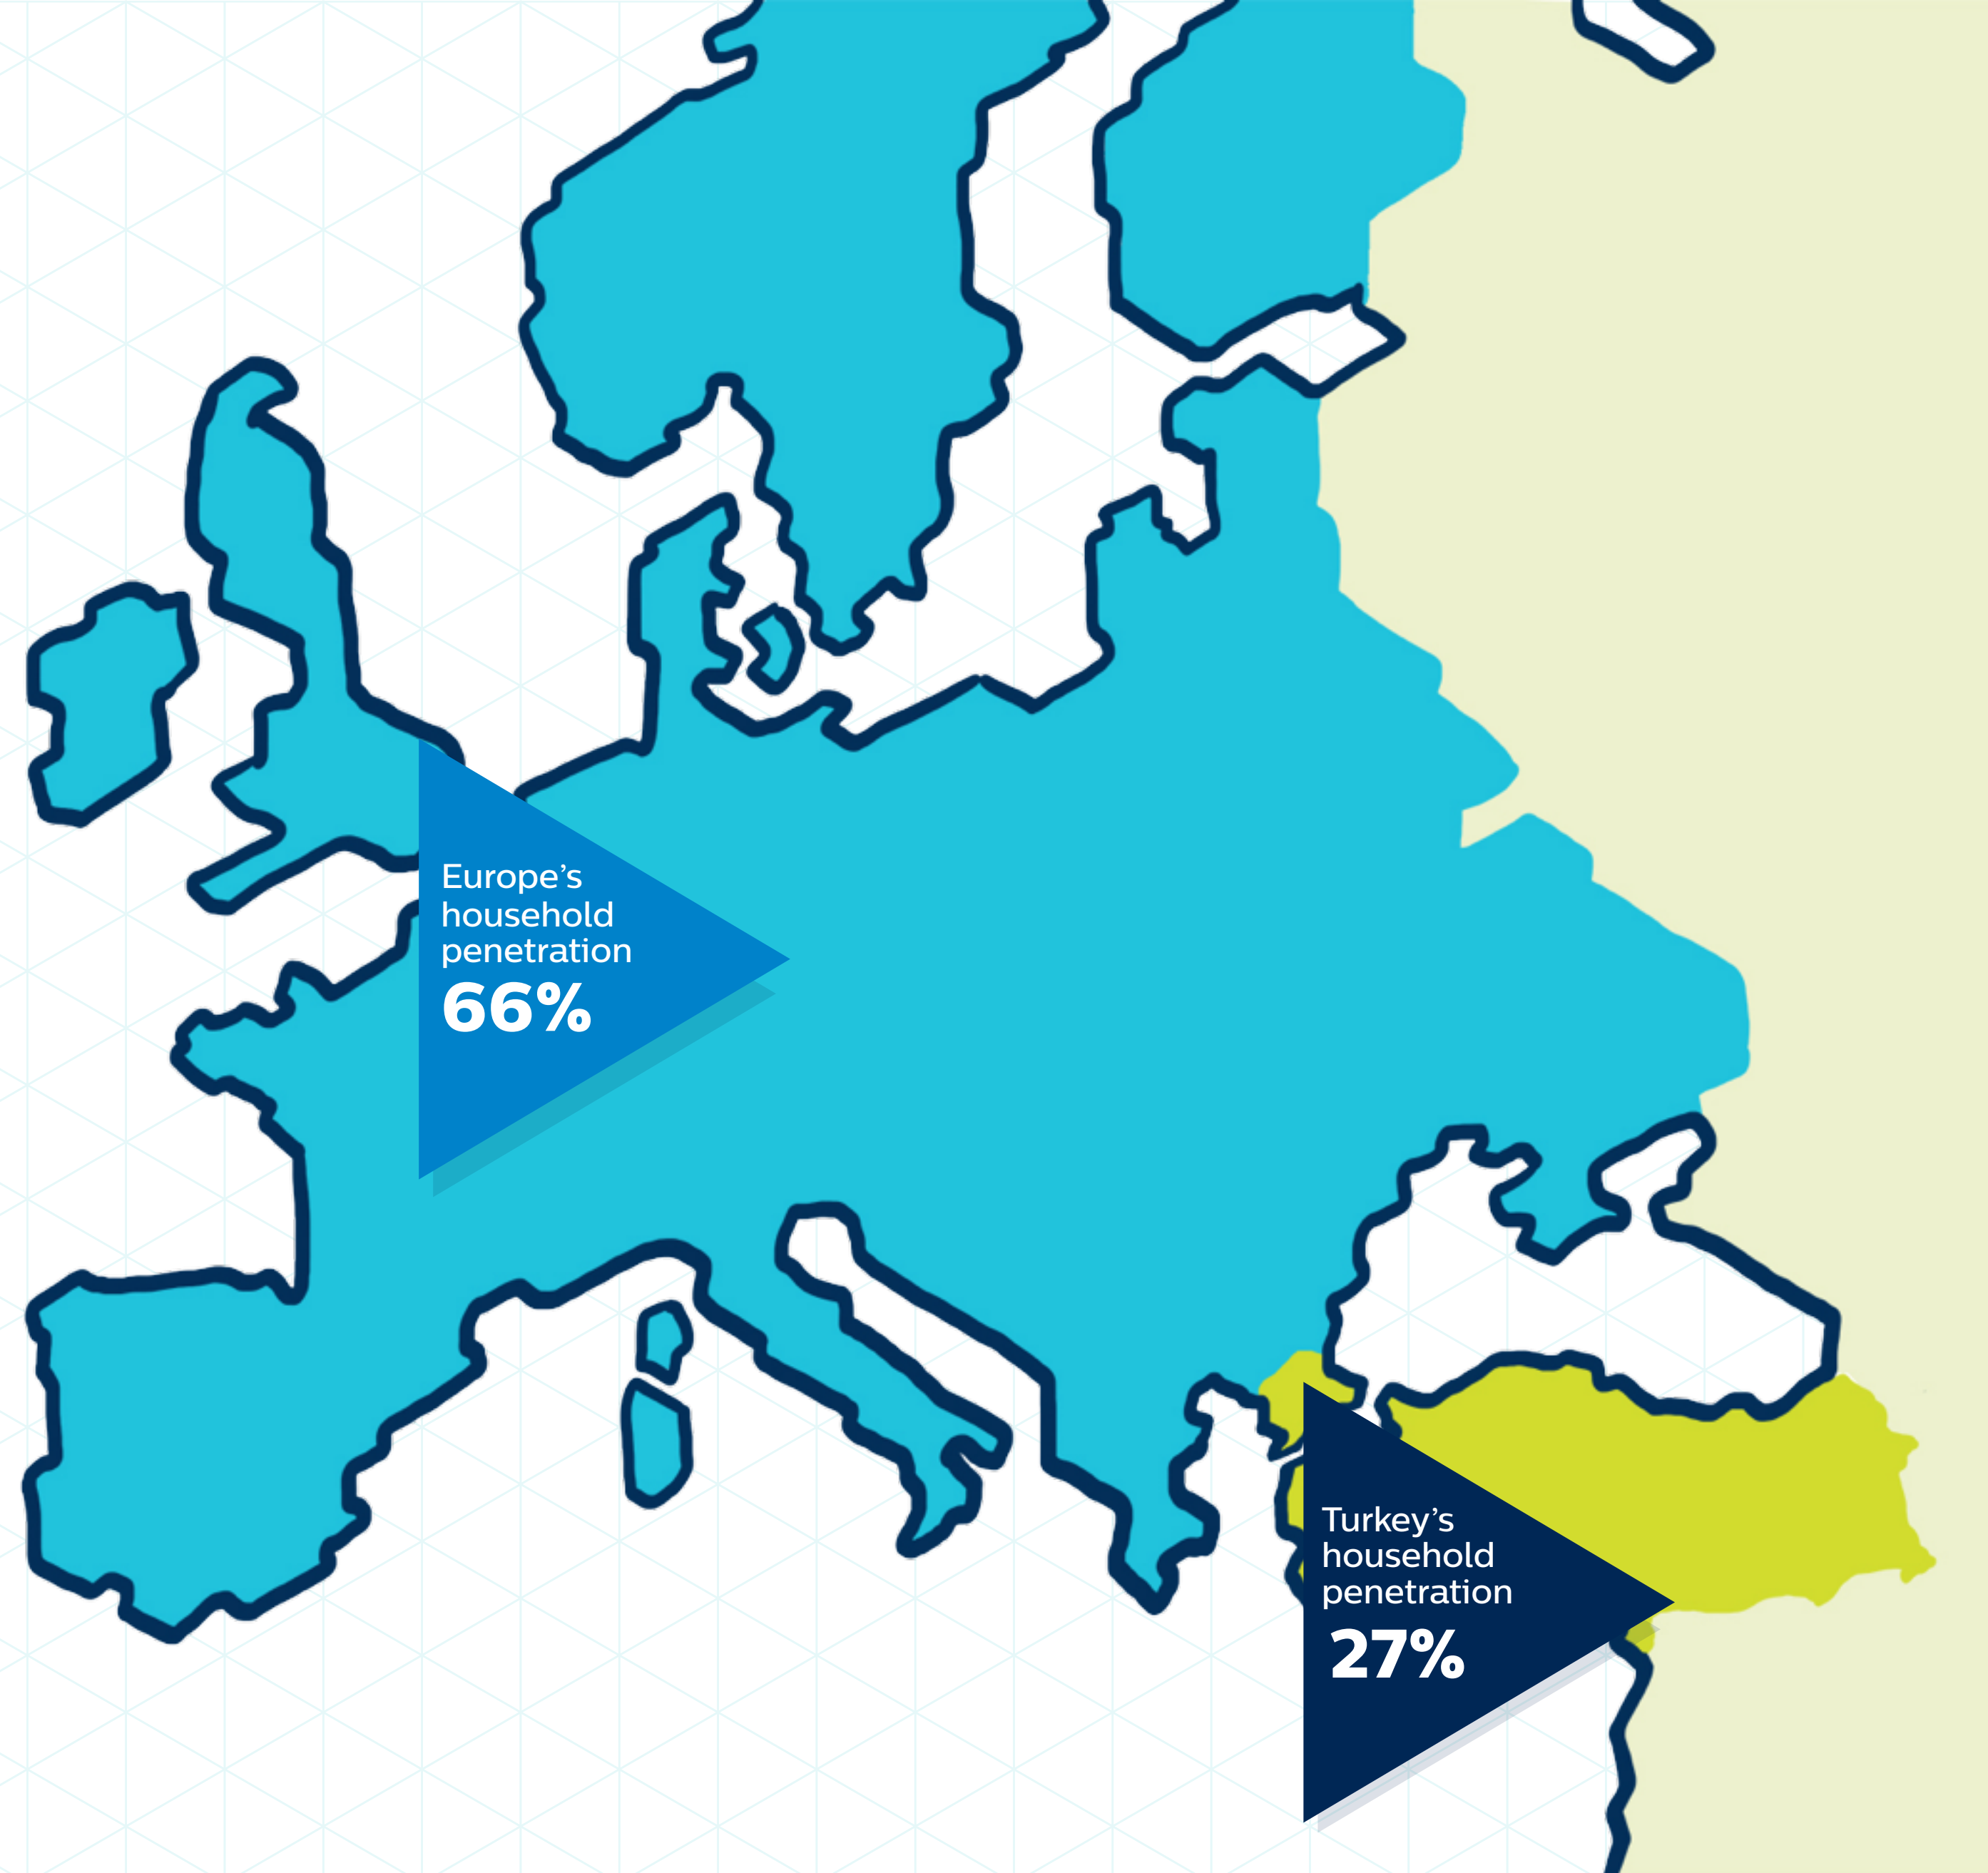 Europe’s
household
penetration
66%
Turkey’s
household
penetration
27%